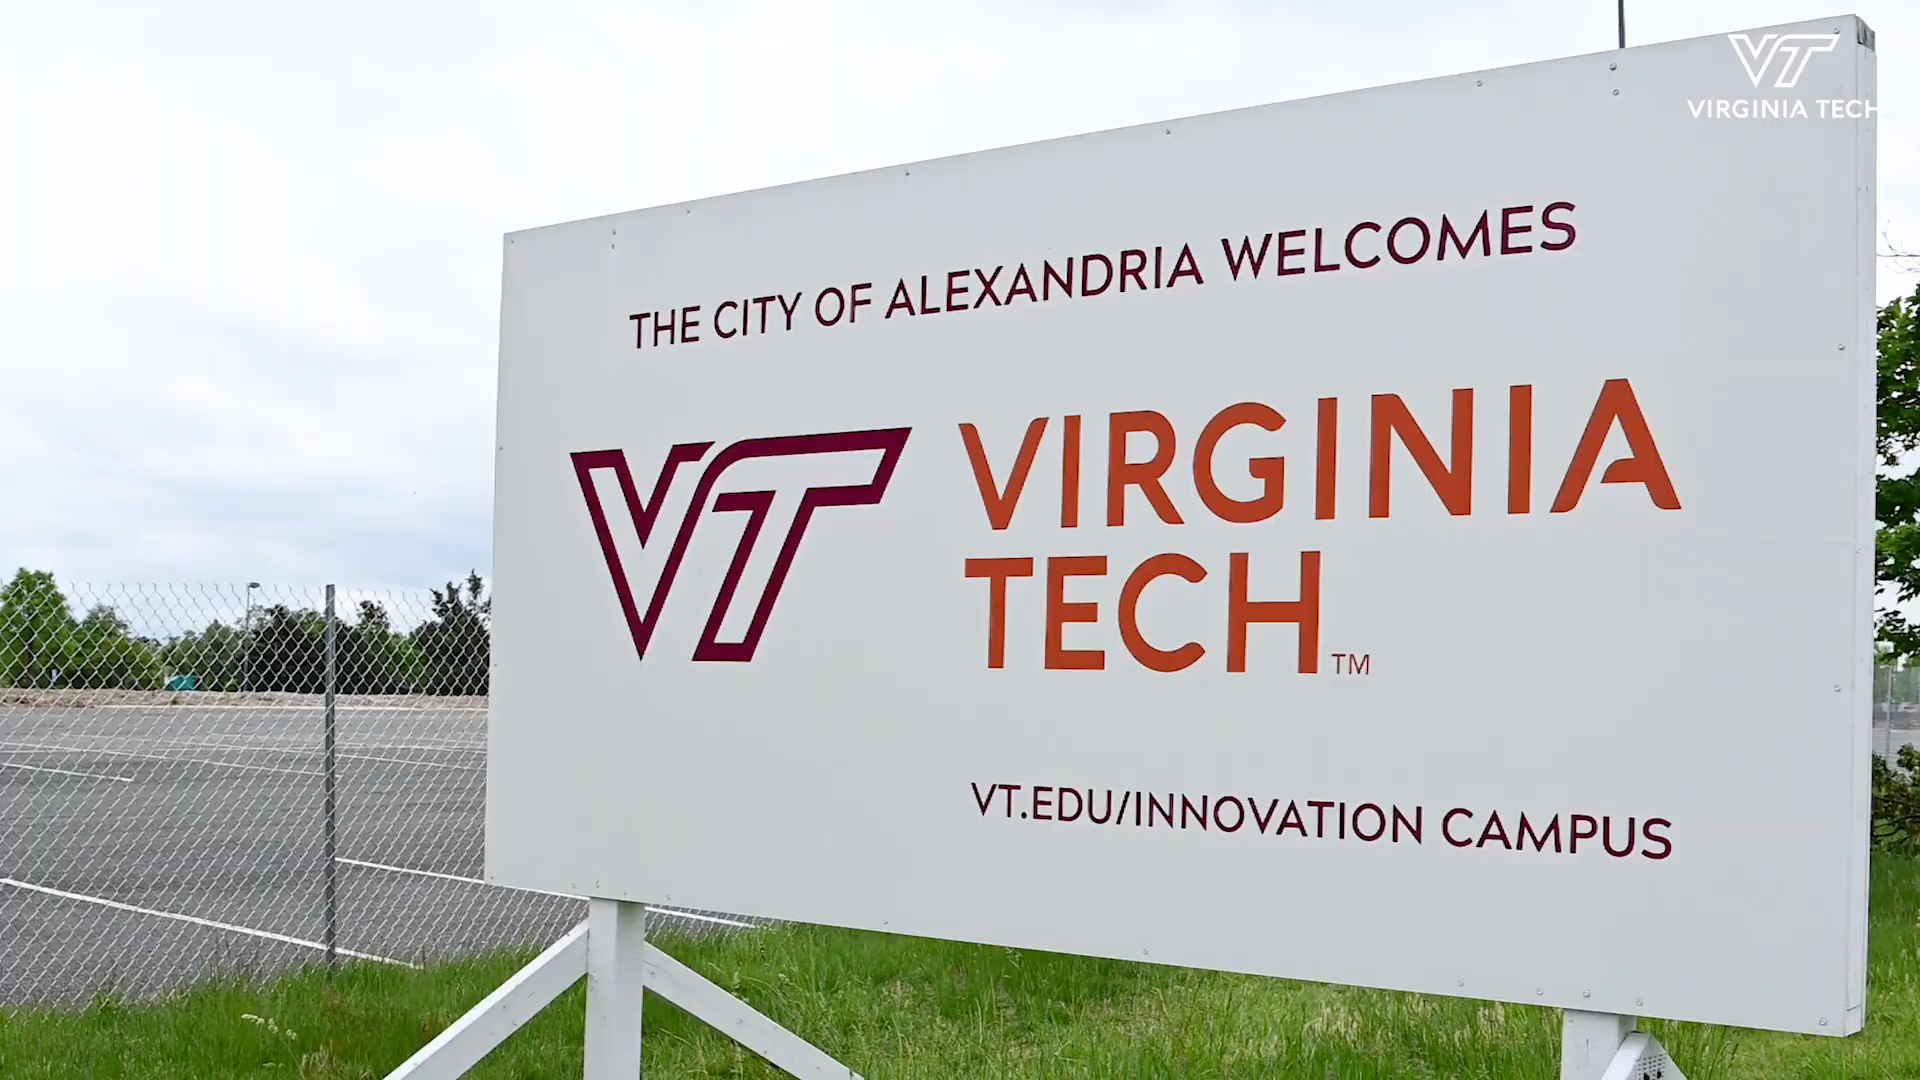 VT
VIRGINIA TECH
THE CITY OF ALEXANDRIA WELCOMES
VT
VIRGINIA
TECH™
VT.EDU/INNOVATION CAMPUS